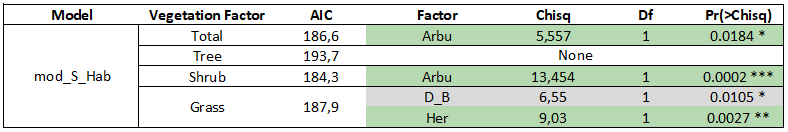 Model Vegetation Factor AIC Factor Chisq Df Pr(>Chisq)
Total 186,6 Arbu 5,557 1 0.0184 *
Tree 193,7 None
mod_S_Hab Shrub 184,3 Arbu 13,454 1 0.0002 ***
Grass 187,9 D_B 6,55 1 0.0105 *
Her 9,03 1 0.0027 **